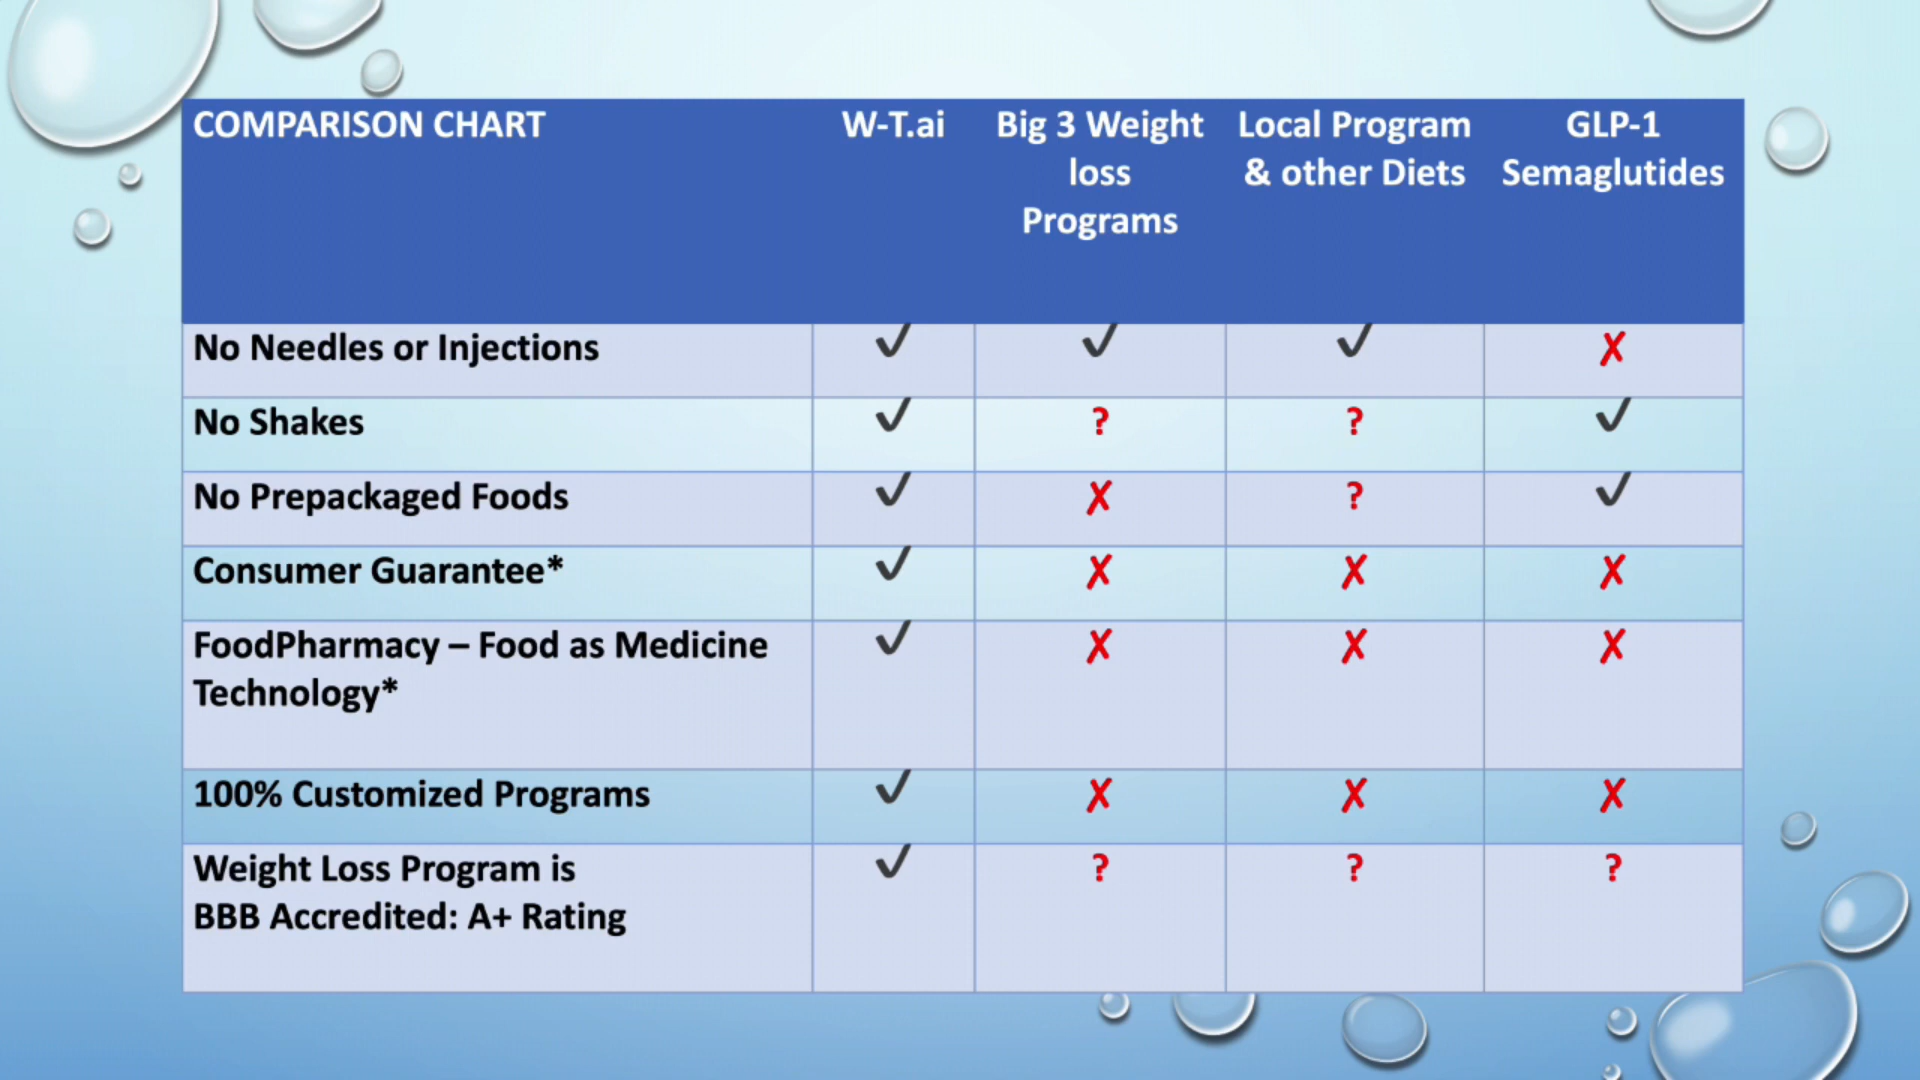 COMPARISON CHART W-T.ai Big 3 Weight Local Program GLP-1
loss & other Diets Semaglutides
Programs
No Needles or Injections ✓ ✓ ✓ ✗
No Shakes ✓ ? ? ✓
No Prepackaged Foods ✓ ✗ ? ✓
Consumer Guarantee* ✓ ✗ ✗ ✗
FoodPharmacy – Food as Medicine ✓ ✗ ✗ ✗
Technology*
100% Customized Programs ✓ ✗ ✗ ✗
Weight Loss Program is ✓ ? ? ?
BBB Accredited: A+ Rating